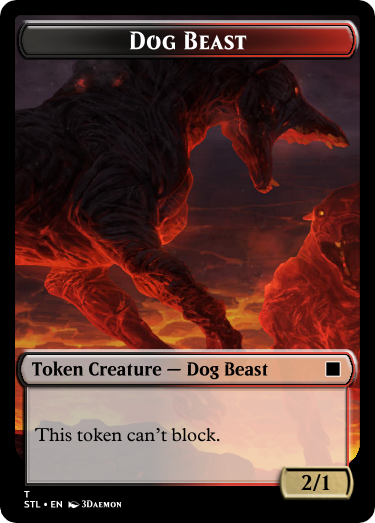 Dog Beast
Token Creature — Dog Beast
This token can't block.
2/1
T
STL • EN 3Daemon